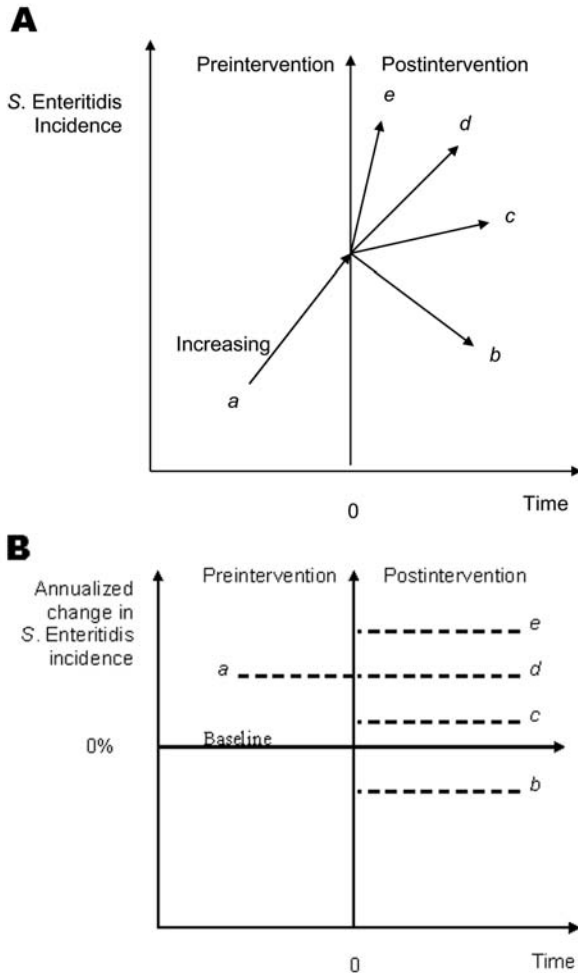 A
Preintervention Postintervention
S. Enteritidis
Incidence
e
d
c
Increasing
b
a
0
Time
B
Preintervention Postintervention
Annualized
change in
S. Enteritidis
incidence
e
a
d
c
Baseline
0%
b
0
Time